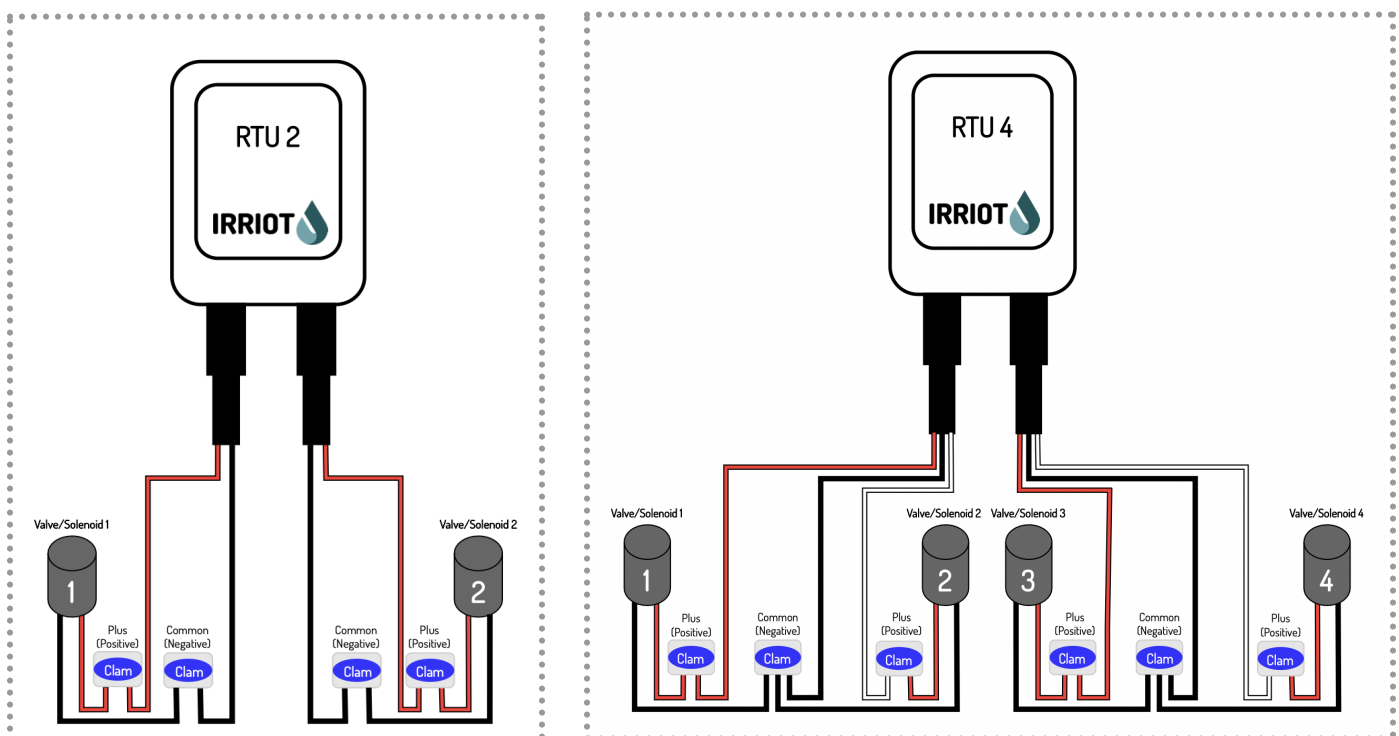 RTU 2
IRRIOT
Valve/Solenoid 1
Valve/Solenoid 2
1
2
Plus
(Positive)
Common
(Negative)
Common
(Negative)
Plus
(Positive)
Clam
Clam
Clam
Clam
RTU 4
IRRIOT
Valve/Solenoid 1
Valve/Solenoid 2
Valve/Solenoid 3
Valve/Solenoid 4
1
2
3
4
Plus
(Positive)
Common
(Negative)
Plus
(Positive)
Plus
(Positive)
Common
(Negative)
Plus
(Positive)
Clam
Clam
Clam
Clam
Clam
Clam